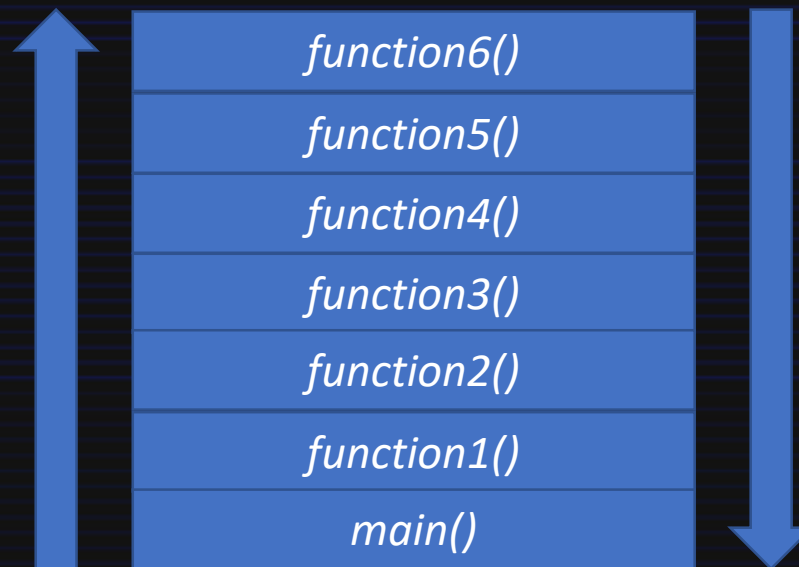 function6()
function5()
function4()
function3()
function2()
function1()
main()